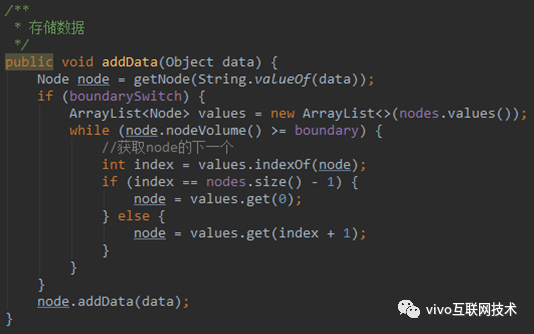 /**
 * 存储数据
 */
public void addData(Object data) {
    Node node = getNode(String.valueOf(data));
    if (boundarySwitch) {
        ArrayList<Node> values = new ArrayList<>(nodes.values());
        while (node.nodeVolume() >= boundary) {
            //获取node的下一个
            int index = values.indexOf(node);
            if (index == nodes.size() - 1) {
                node = values.get(0);
            } else {
                node = values.get(index + 1);
            }
        }
    }
    node.addData(data);
}
vivo互联网技术